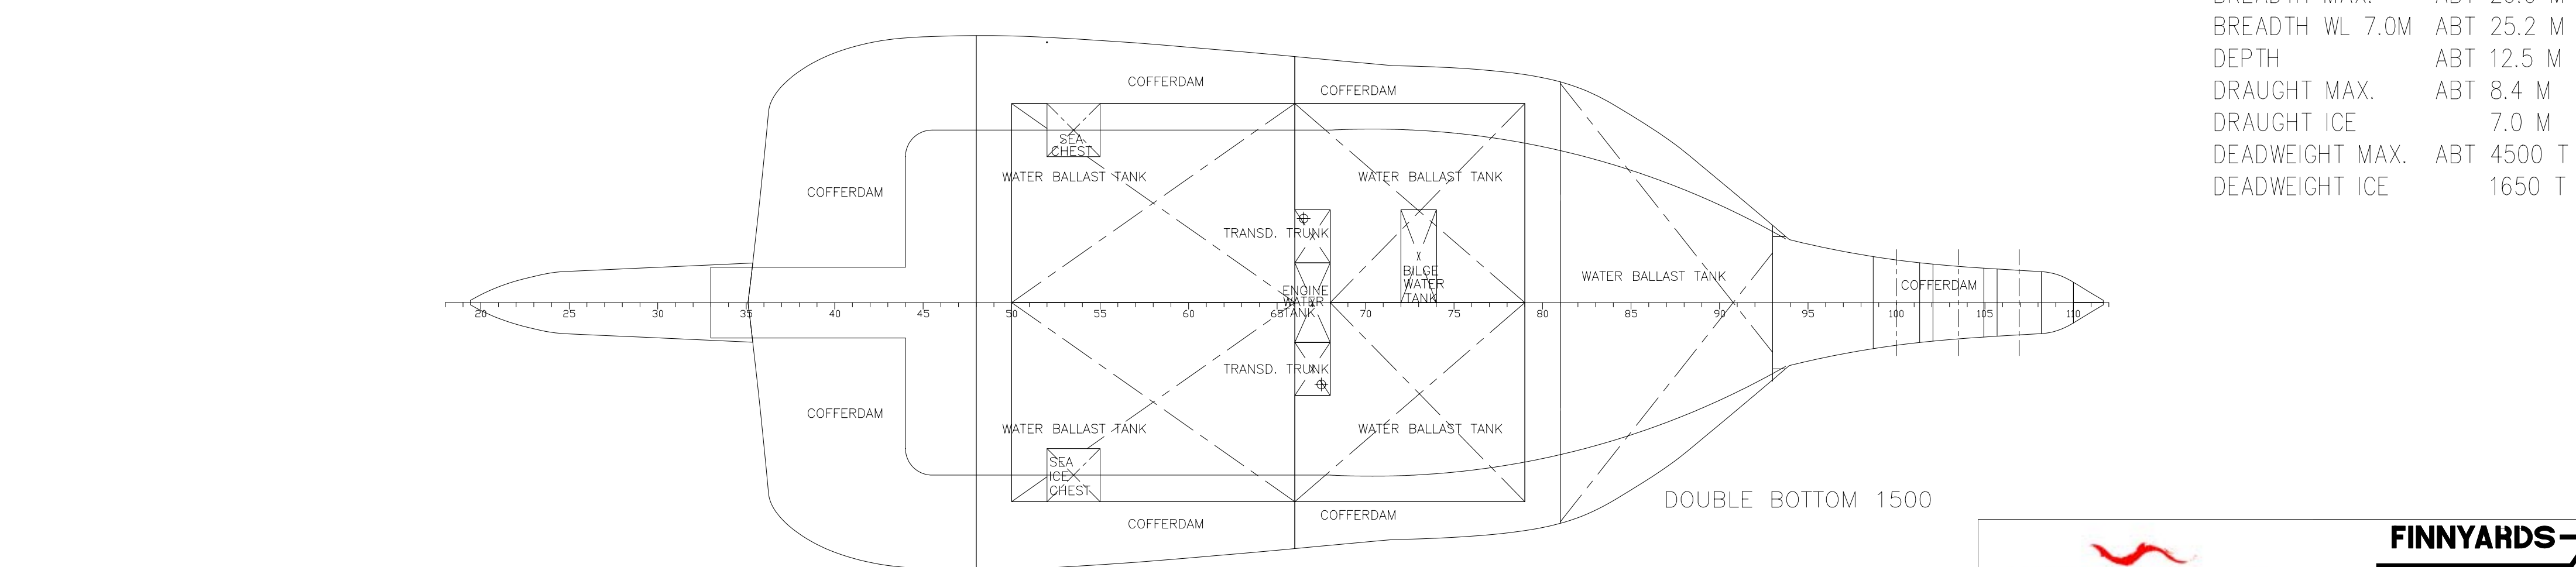 BREADTH WL 7.0M ABT 25.2 M
DEPTH ABT 12.5 M
DRAUGHT MAX. ABT 8.4 M
DRAUGHT ICE 7.0 M
DEADWEIGHT MAX. ABT 4500 T
DEADWEIGHT ICE 1650 T
COFFERDAM
COFFERDAM
SEA
CHEST
WATER BALLAST TANK
WATER BALLAST TANK
COFFERDAM
TRANSD. TRUNK
BILGE
WATER
TANK
WATER BALLAST TANK
COFFERDAM
ENGINE
WATER
TANK
20 25 30 35 40 45 50 55 60 65 70 75 80 85 90 95 100 105 110
TRANSD. TRUNK
COFFERDAM
WATER BALLAST TANK
WATER BALLAST TANK
SEA
ICE
CHEST
COFFERDAM
COFFERDAM
DOUBLE BOTTOM 1500
FINNYARDS